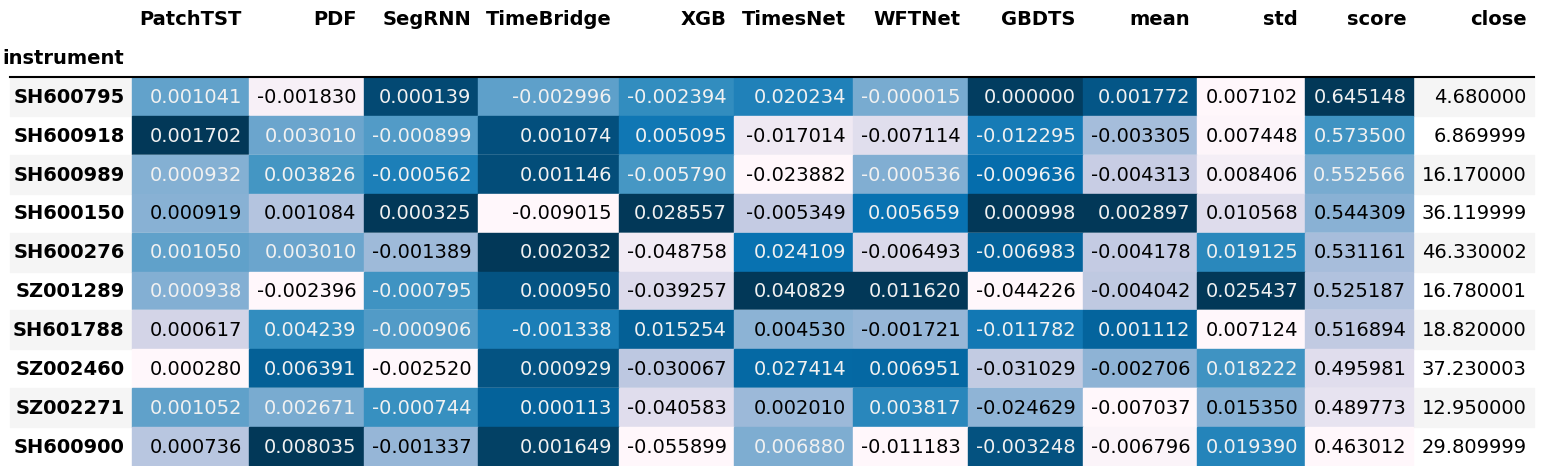 PatchTST PDF SegRNN TimeBridge XGB TimesNet WFTNet GBDTS mean std score close
instrument
SH600795 0.001041 -0.001830 0.000139 -0.002996 -0.002394 0.020234 -0.000015 0.000000 0.001772 0.007102 0.645148 4.680000
SH600918 0.001702 0.003010 -0.000899 0.001074 0.005095 -0.017014 -0.007114 -0.012295 -0.003305 0.007448 0.573500 6.869999
SH600989 0.000932 0.003826 -0.000562 0.001146 -0.005790 -0.023882 -0.000536 -0.009636 -0.004313 0.008406 0.552566 16.170000
SH600150 0.000919 0.001084 0.000325 -0.009015 0.028557 -0.005349 0.005659 0.000998 0.002897 0.010568 0.544309 36.119999
SH600276 0.001050 0.003010 -0.001389 0.002032 -0.048758 0.024109 -0.006493 -0.006983 -0.004178 0.019125 0.531161 46.330002
SZ001289 0.000938 -0.002396 -0.000795 0.000950 -0.039257 0.040829 0.011620 -0.044226 -0.004042 0.025437 0.525187 16.780001
SH601788 0.000617 0.004239 -0.000906 -0.001338 0.015254 0.004530 -0.001721 -0.011782 0.001112 0.007124 0.516894 18.820000
SZ002460 0.000280 0.006391 -0.002520 0.000929 -0.030067 0.027414 0.006951 -0.031029 -0.002706 0.018222 0.495981 37.230003
SZ002271 0.001052 0.002671 -0.000744 0.000113 -0.040583 0.002010 0.003817 -0.024629 -0.007037 0.015350 0.489773 12.950000
SH600900 0.000736 0.008035 -0.001337 0.001649 -0.055899 0.006880 -0.011183 -0.003248 -0.006796 0.019390 0.463012 29.809999